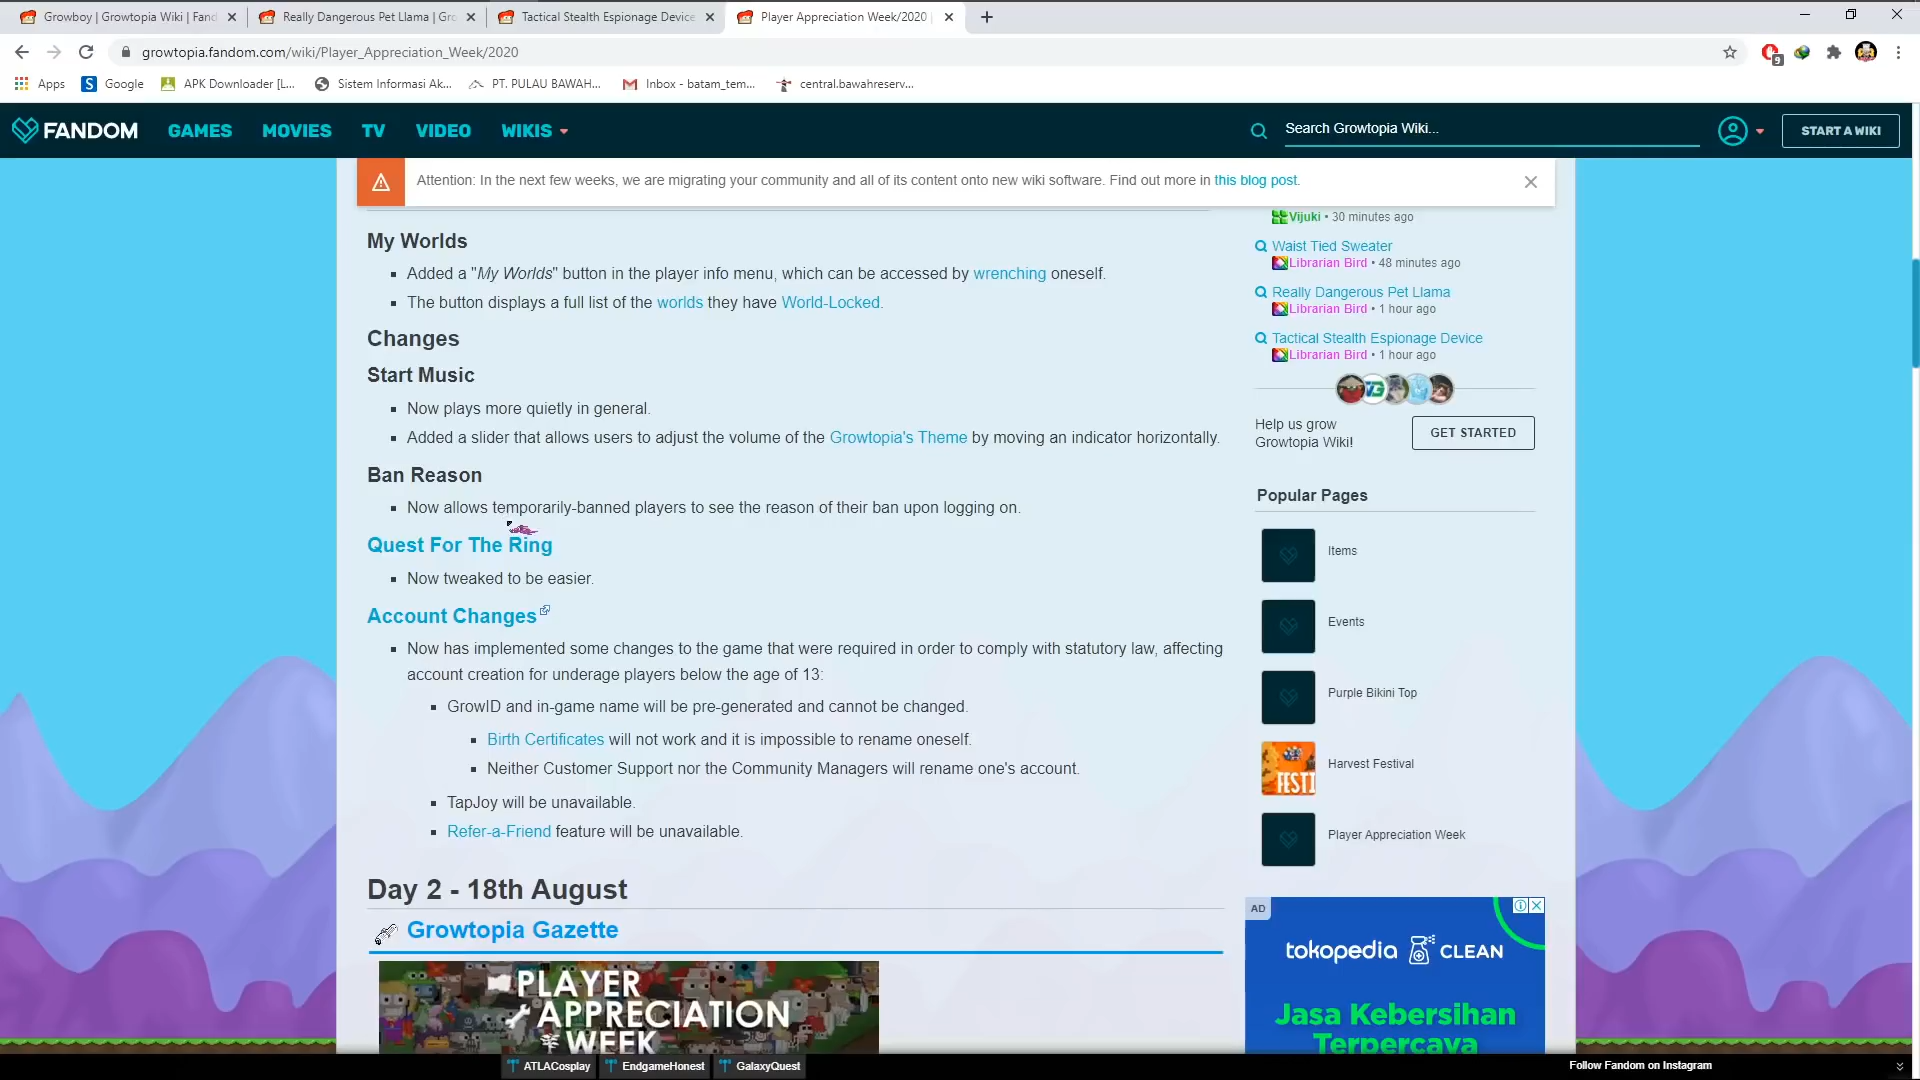 Growboy | Growtopia Wiki | Fand
Really Dangerous Pet Llama | Gro
Tactical Stealth Espionage Device
Player Appreciation Week/2020 |
growtopia.fandom.com/wiki/Player_Appreciation_Week/2020
9
Apps
S Google
APK Downloader [L...
Sistem Informasi Ak...
PT. PULAU BAWAH...
Inbox - batam_tem...
central.bawahreserv...
FANDOM
GAMES
MOVIES
TV
VIDEO
WIKIS
Search Growtopia Wiki...
START A WIKI
Attention: In the next few weeks, we are migrating your community and all of its content onto new wiki software. Find out more in this blog post.
My Worlds
Added a "My Worlds" button in the player info menu, which can be accessed by wrenching oneself.
The button displays a full list of the worlds they have World-Locked.
Changes
Start Music
Now plays more quietly in general.
Added a slider that allows users to adjust the volume of the Growtopia's Theme by moving an indicator horizontally.
Ban Reason
Now allows temporarily-banned players to see the reason of their ban upon logging on.
Quest For The Ring
Now tweaked to be easier.
Account Changes
Now has implemented some changes to the game that were required in order to comply with statutory law, affecting
account creation for underage players below the age of 13:
GrowID and in-game name will be pre-generated and cannot be changed.
Birth Certificates will not work and it is impossible to rename oneself.
Neither Customer Support nor the Community Managers will rename one's account.
TapJoy will be unavailable.
Refer-a-Friend feature will be unavailable.
Day 2 - 18th August
Growtopia Gazette
PLAYER
APPRECIATION
WEEK
Vijuki • 30 minutes ago
Waist Tied Sweater
Librarian Bird • 48 minutes ago
Really Dangerous Pet Llama
Librarian Bird • 1 hour ago
Tactical Stealth Espionage Device
Librarian Bird • 1 hour ago
Help us grow
Growtopia Wiki!
GET STARTED
Popular Pages
Items
Events
Purple Bikini Top
FESTI
Harvest Festival
Player Appreciation Week
AD
tokopedia CLEAN
Jasa Kebersihan
Terpercaya
ATLACosplay
EndgameHonest
GalaxyQuest
Follow Fandom on Instagram